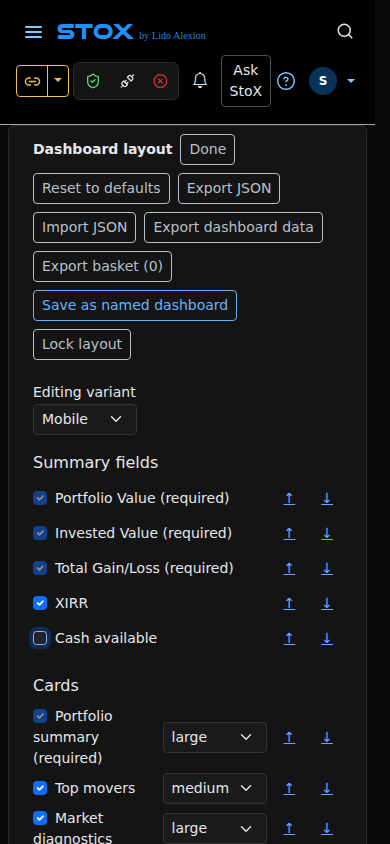 STOX by Lido Alexion
Ask
StoX
S
Dashboard layout Done
Reset to defaults Export JSON
Import JSON Export dashboard data
Export basket (0)
Save as named dashboard
Lock layout
Editing variant
Mobile
Summary fields
Portfolio Value (required) ↑ ↓
Invested Value (required) ↑ ↓
Total Gain/Loss (required) ↑ ↓
XIRR ↑ ↓
Cash available ↑ ↓
Cards
Portfolio
summary
(required)
large ↑ ↓
Top movers medium ↑ ↓
Market
diagnostics
large ↑ ↓